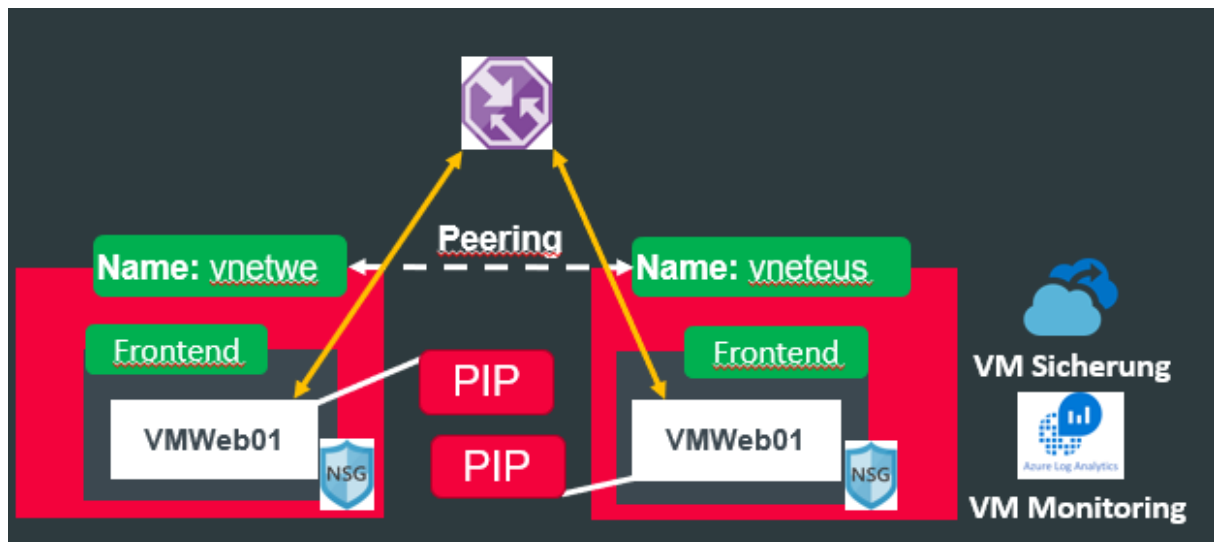 Peering
Name: vnetwe
Name: vneteus
Frontend
Frontend
PIP
VM Sicherung
VMWeb01
VMWeb01
PIP
NSG
NSG
Azure Log Analytics
VM Monitoring